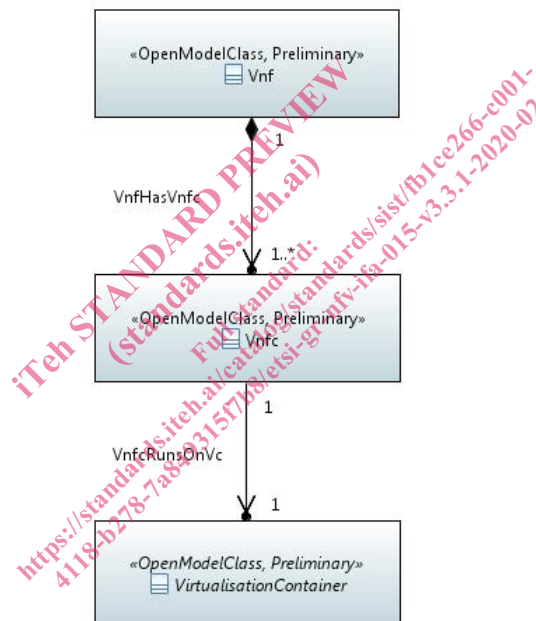 «OpenModelClass, Preliminary»
Vnf
1
VnfHasVnfc
1..*
«OpenModelClass, Preliminary»
Vnfc
1
VnfcRunsOnVc
1
«OpenModelClass, Preliminary»
VirtualisationContainer
iTeh STANDARD PREVIEW
(standards.iteh.ai)
Full standard:
https://standards.iteh.ai/catalog/standards/sist/fb1ce266-c001-
4118-b278-7a849315f7b8/etsi-gr-nfv-ifa-015-v3.3.1-2020-02